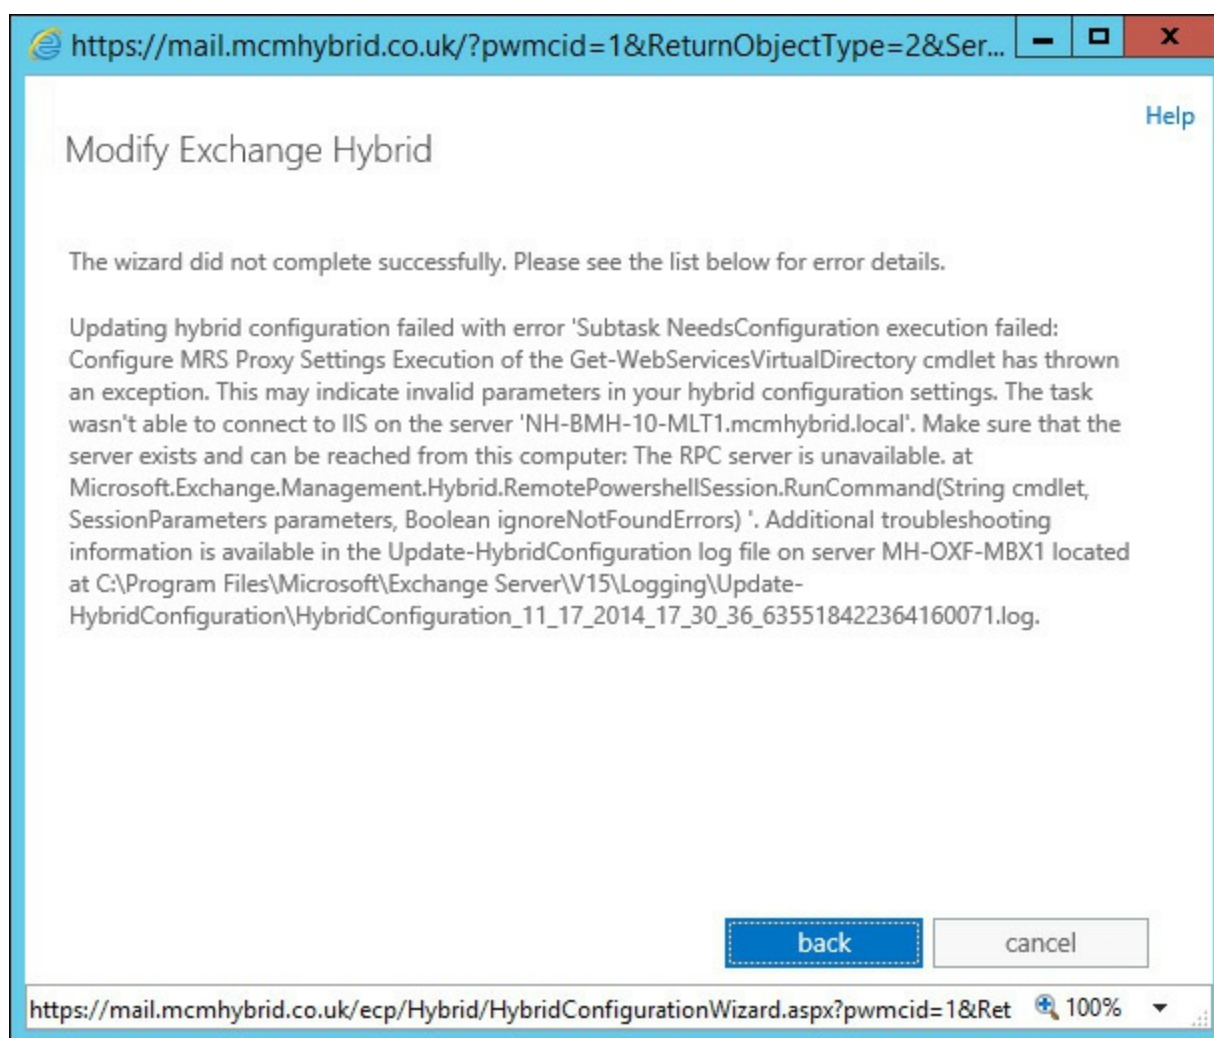 https://mail.mcmhybrid.co.uk/?pwmcid=1&ReturnObjectType=2&Ser...
Help
Modify Exchange Hybrid
The wizard did not complete successfully. Please see the list below for error details.
Updating hybrid configuration failed with error 'Subtask NeedsConfiguration execution failed:
Configure MRS Proxy Settings Execution of the Get-WebServicesVirtualDirectory cmdlet has thrown
an exception. This may indicate invalid parameters in your hybrid configuration settings. The task
wasn't able to connect to IIS on the server 'NH-BMH-10-MLT1.mcmhybrid.local'. Make sure that the
server exists and can be reached from this computer: The RPC server is unavailable. at
Microsoft.Exchange.Management.Hybrid.RemotePowershellSession.RunCommand(String cmdlet,
SessionParameters parameters, Boolean ignoreNotFoundErrors) '. Additional troubleshooting
information is available in the Update-HybridConfiguration log file on server MH-OXF-MBX1 located
at C:\Program Files\Microsoft\Exchange Server\V15\Logging\Update-
HybridConfiguration\HybridConfiguration_11_17_2014_17_30_36_635518422364160071.log.
back
cancel
https://mail.mcmhybrid.co.uk/ecp/Hybrid/HybridConfigurationWizard.aspx?pwmcid=1&Ret
100%